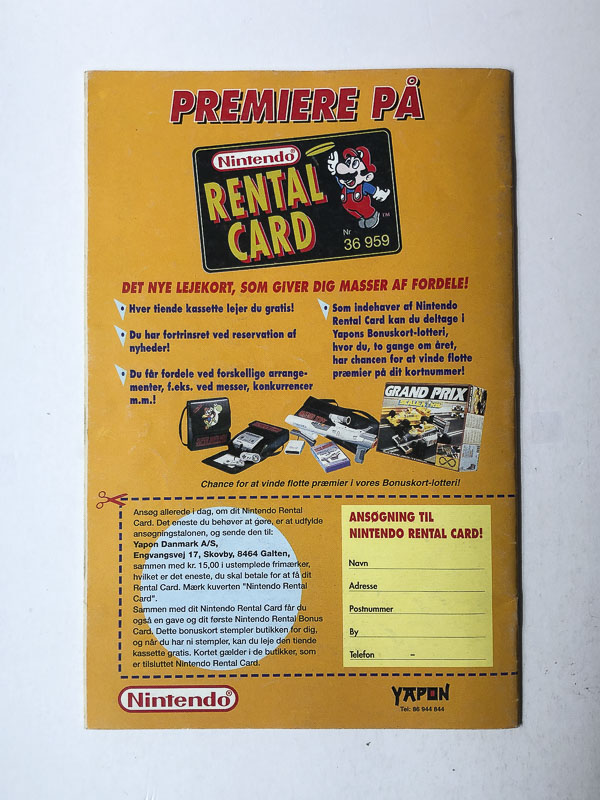 PREMIERE PÅ
Nintendo
RENTAL
CARD
™
Nr
36 959
DET NYE LEJEKORT, SOM GIVER DIG MASSER AF FORDELE!
Hver tiende kassette lejer du gratis!
Du har fortrinsret ved reservation af
nyheder!
Du får fordele ved forskellige arrange-
menter, f.eks. ved messer, konkurrencer
m.m.!
Som indehaver af Nintendo
Rental Card kan du deltage i
Yapons Bonuskort-lotteri,
hvor du, to gange om året,
har chancen for at vinde flotte
præmier på dit kortnummer!
GRAND PRIX
Chance for at vinde flotte præmier i vores Bonuskort-lotteri!
Ansøg allerede i dag, om dit Nintendo Rental
Card. Det eneste du behøver at gøre, er at udfylde
ansøgningstalonen, og sende den til:
Yapon Danmark A/S,
Engvangsvej 17, Skovby, 8464 Galten,
sammen med kr. 15,00 i ustemplede frimærker,
hvilket er det eneste, du skal betale for at få dit
Rental Card. Mærk kuverten "Nintendo Rental
Card".
Sammen med dit Nintendo Rental Card får du
også en gave og dit første Nintendo Rental Bonus
Card. Dette bonuskort stempler butikken for dig,
og når du har ni stempler, kan du leje den tiende
kassette gratis. Kortet gælder i de butikker, som
er tilsluttet Nintendo Rental Card.
ANSØGNING TIL
NINTENDO RENTAL CARD!
Navn
Adresse
Postnummer
By
Telefon –
Nintendo
YAPON
Tel: 86 944 844